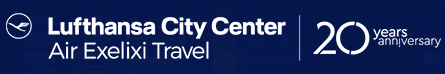 Lufthansa City Center
Air Exelixi Travel
20 years
anniversary